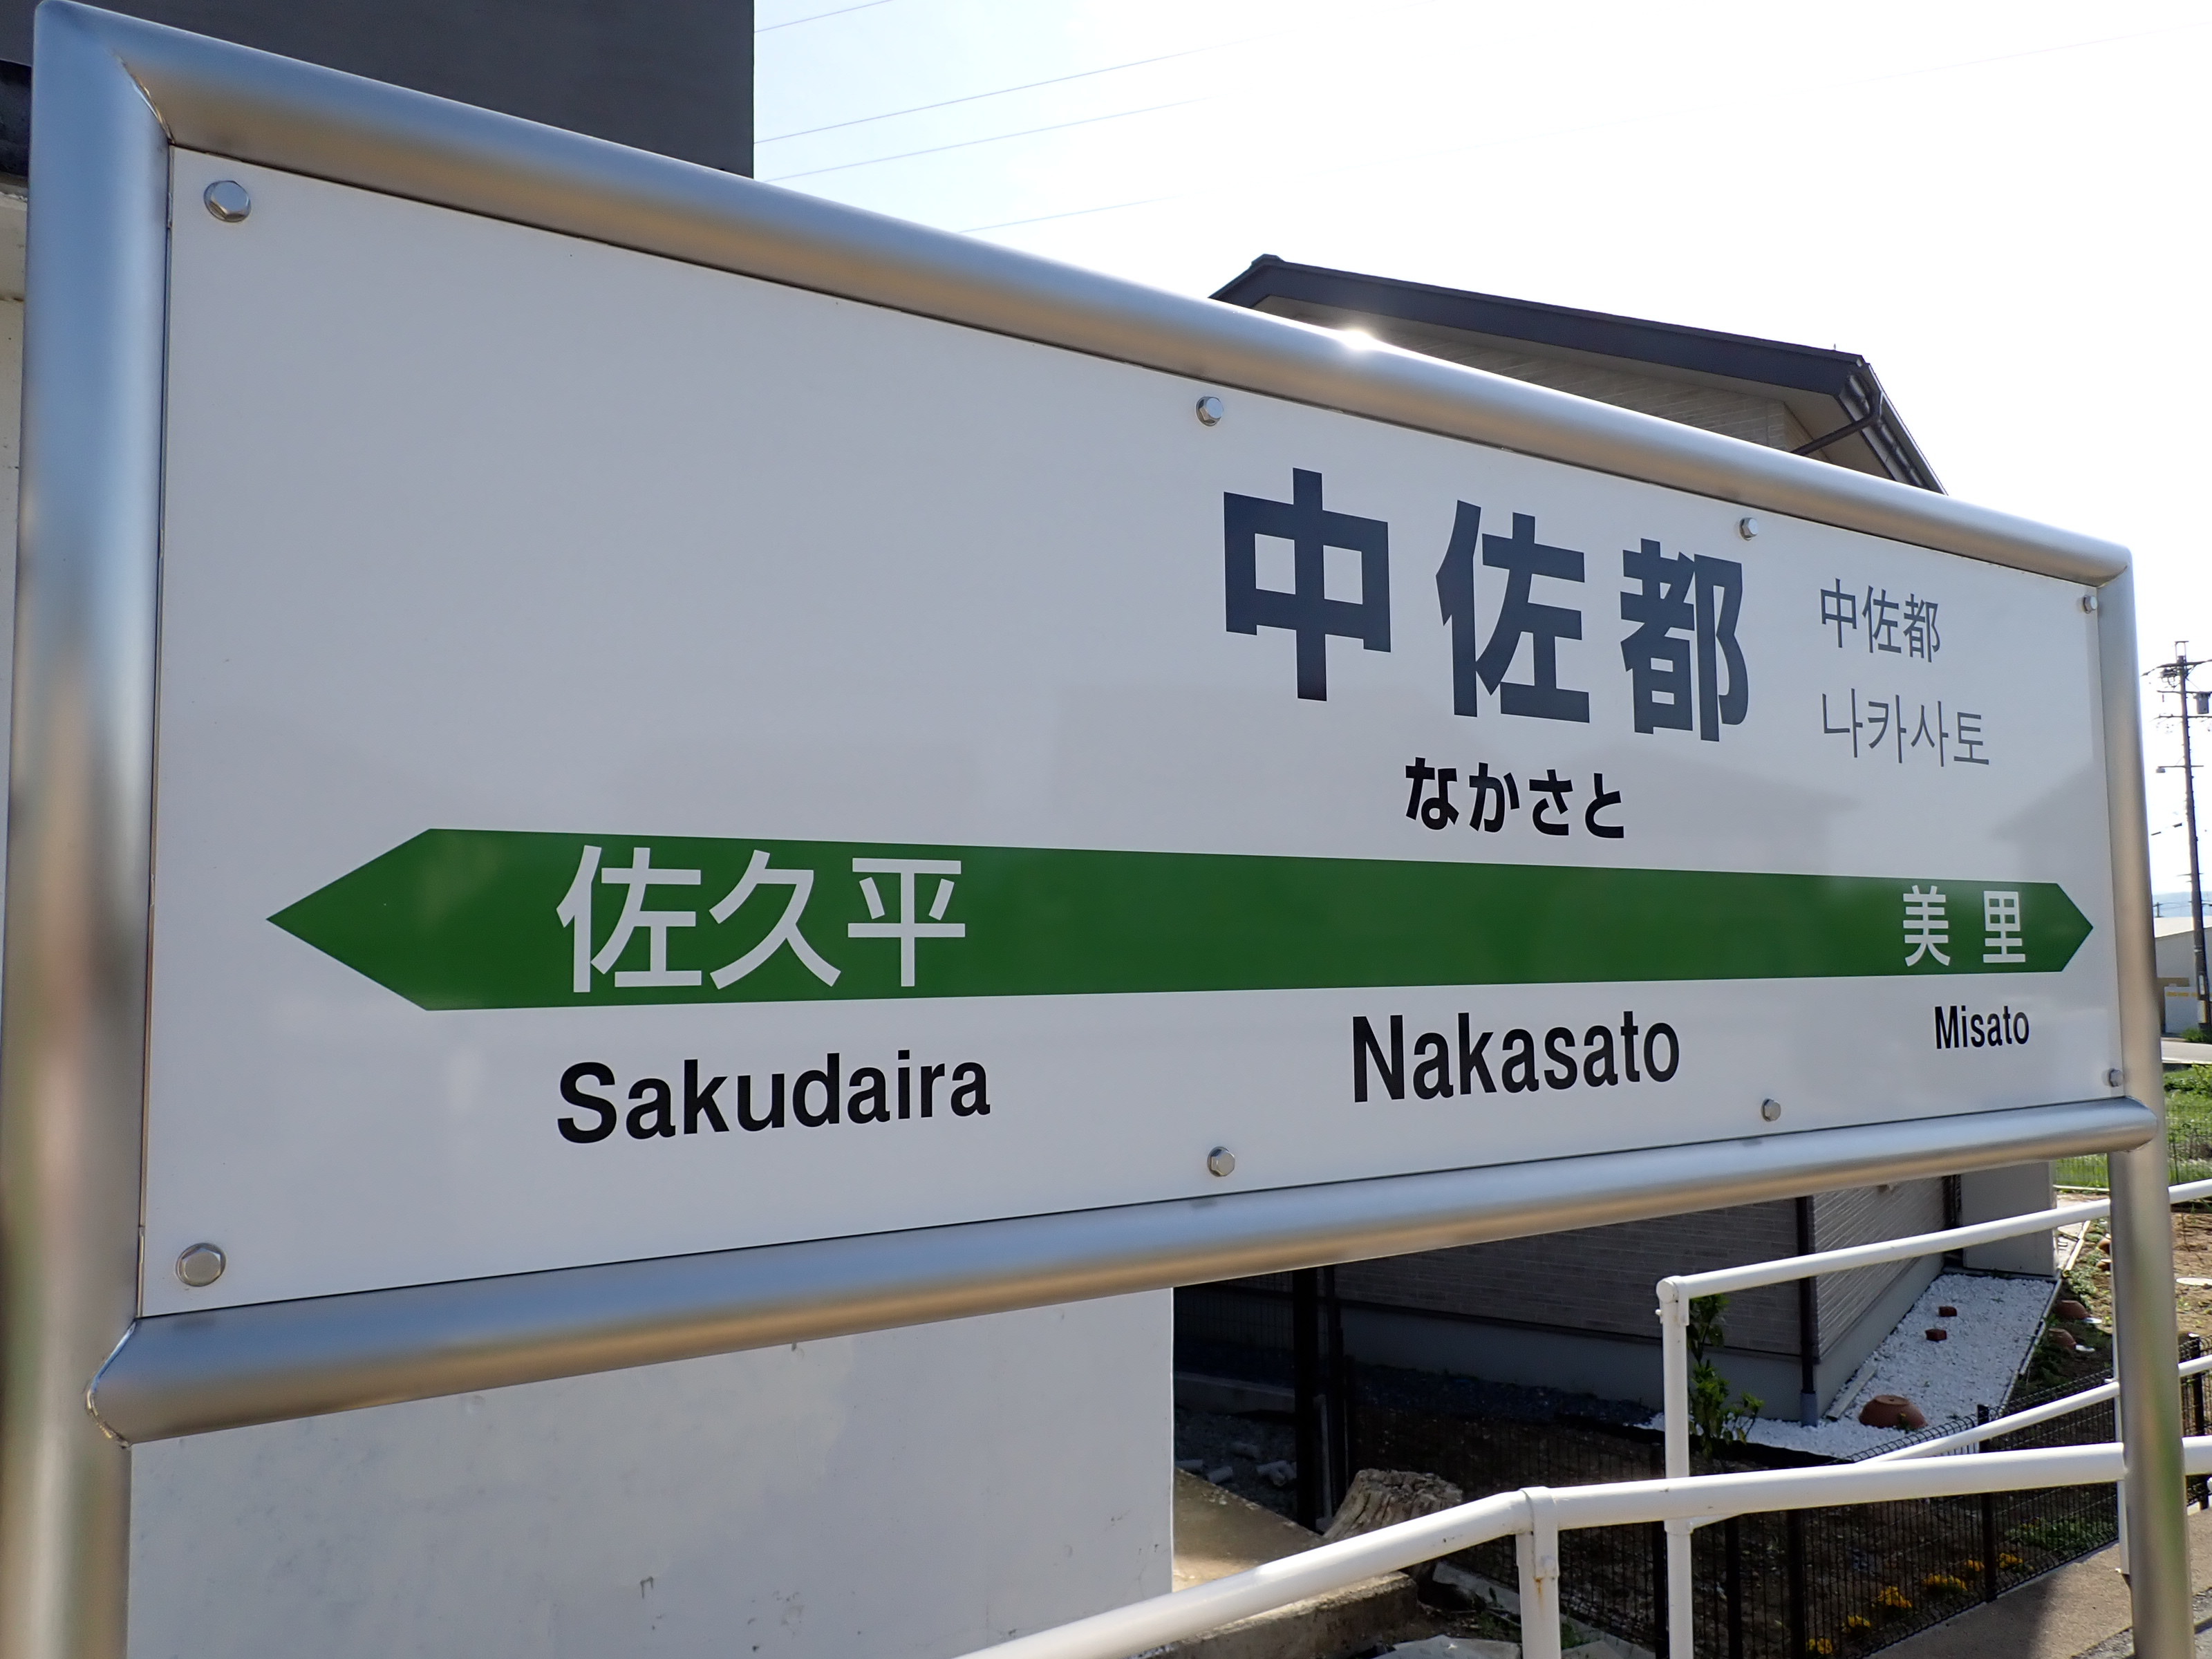 中佐都
中佐都
나카사토
なかさと
佐久平 美里
Sakudaira Nakasato Misato